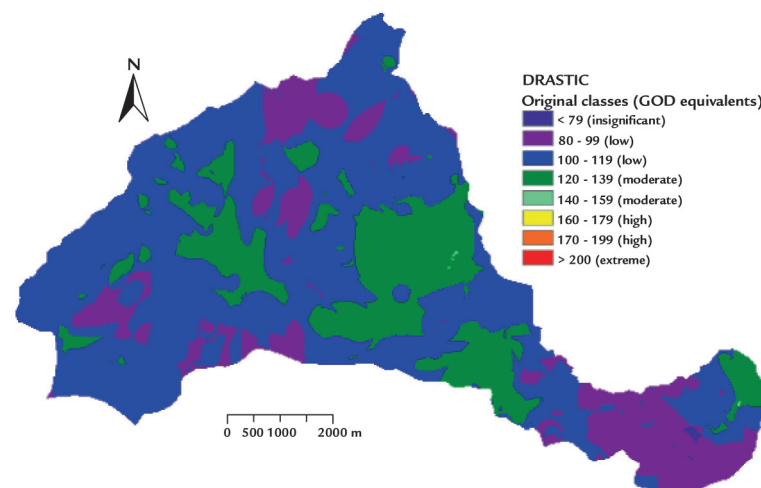 N
DRASTIC
Original classes (GOD equivalents)
< 79 (insignificant)
80 - 99 (low)
100 - 119 (low)
120 - 139 (moderate)
140 - 159 (moderate)
160 - 179 (high)
170 - 199 (high)
> 200 (extreme)
0 500 1000 2000 m